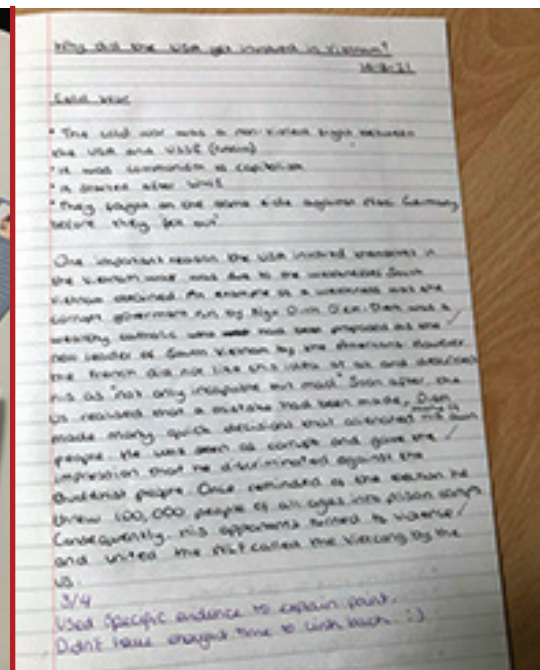 Why did the USA get involved in Vietnam?
Cold War
• The cold war was a non-violent fight between
the USA and USSR
• It was communism vs capitalism
• It started after WW2
• They fought on the same side against Nazi Germany
before they fell out
One important reason the USA involved themselves in
the Vietnam war was due to the weaknesses South
Vietnam An example of a weakness was the
corrupt government run by Ngo Dinh Diem. Diem was a
wealthy catholic who had been proposed as the
new leader of South Vietnam by the Americans. However
the French did not like this idea at all and described
his as "not only incapable but mad" Soon after the
US realised that a mistake had been made, Diem
made many quick decisions that alienated his own
people. He was seen as corrupt and gave the
impression that he discriminated against the
Buddhist people. Once reminded of the election he
threw 100,000 people of all ages into prison camps
Consequently his opponents turned to violence
and united the NLF called the Vietcong by the
US.
3/4
Used specific evidence to explain point.
Didn't have enough time to link back. :)